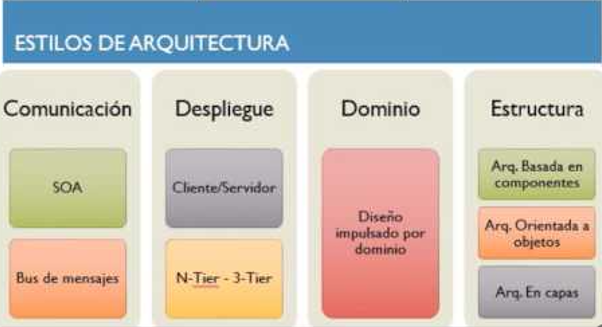 ESTILOS DE ARQUITECTURA
Comunicación
SOA
Bus de mensajes
Despliegue
Cliente/Servidor
N-Tier - 3-Tier
Dominio
Diseño
impulsado por
dominio
Estructura
Arq. Basada en
componentes
Arq. Orientada a
objetos
Arq. En capas